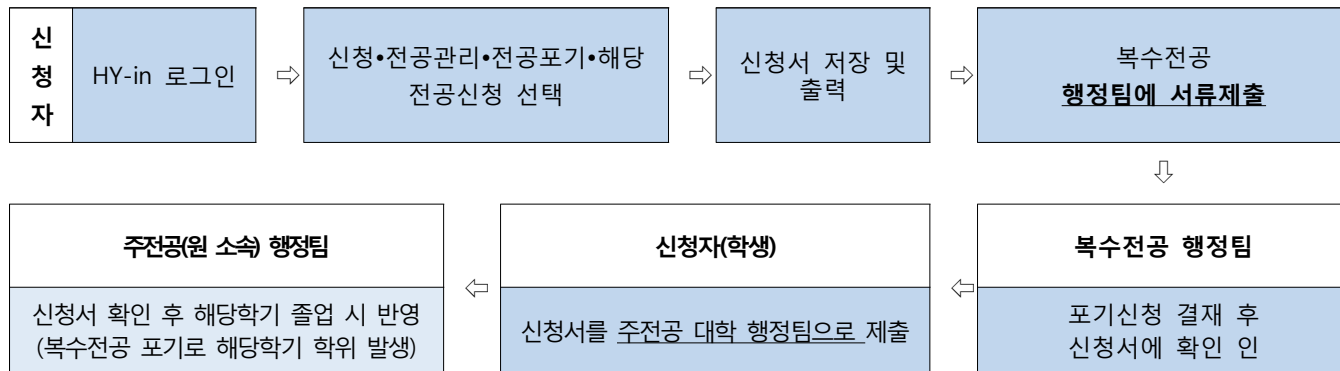 신
청
자
HY-in 로그인
⇨
신청•전공관리•전공포기•해당
전공신청 선택
⇨
신청서 저장 및
출력
⇨
복수전공
행정팀에 서류제출
⇩
복수전공 행정팀
포기신청 결재 후
신청서에 확인 인
⇦
신청자(학생)
신청서를 주전공 대학 행정팀으로 제출
⇦
주전공(원 소속) 행정팀
신청서 확인 후 해당학기 졸업 시 반영
(복수전공 포기로 해당학기 학위 발생)